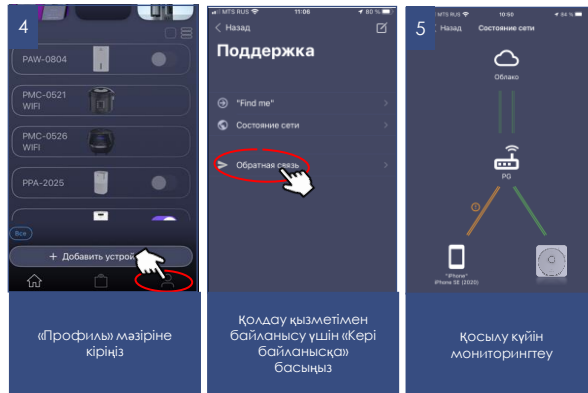 4
PAW-0804
PMC-0521
WIFI
PMC-0526
WIFI
PPA-2025
Все
+ Добавить устрой
«Профиль» мәзіріне
кіріңіз
MTS RUS 11:06 80 %
Назад
Поддержка
"Find me"
Состояние сети
Обратная связь
Қолдау қызметімен
байланысу үшін «Кері
байланысқа»
басыңыз
5
MTS RUS 10:50 84 %
Назад Состояние сети
Облако
PG
"iPhone"
iPhone SE (2020)
Қосылу күйін
мониторингтеу